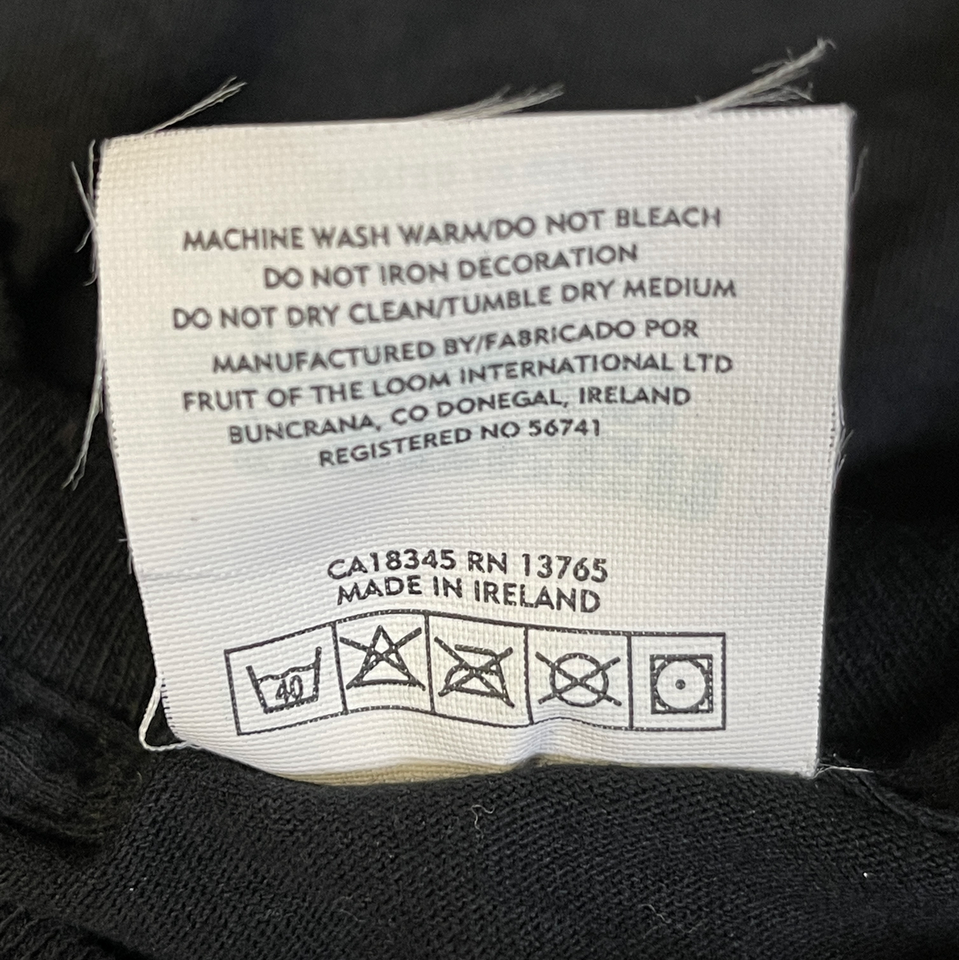 MACHINE WASH WARM/DO NOT BLEACH
DO NOT IRON DECORATION
DO NOT DRY CLEAN/TUMBLE DRY MEDIUM
MANUFACTURED BY/FABRICADO POR
FRUIT OF THE LOOM INTERNATIONAL LTD
BUNCRANA, CO DONEGAL, IRELAND
REGISTERED NO 56741
CA18345 RN 13765
MADE IN IRELAND
40